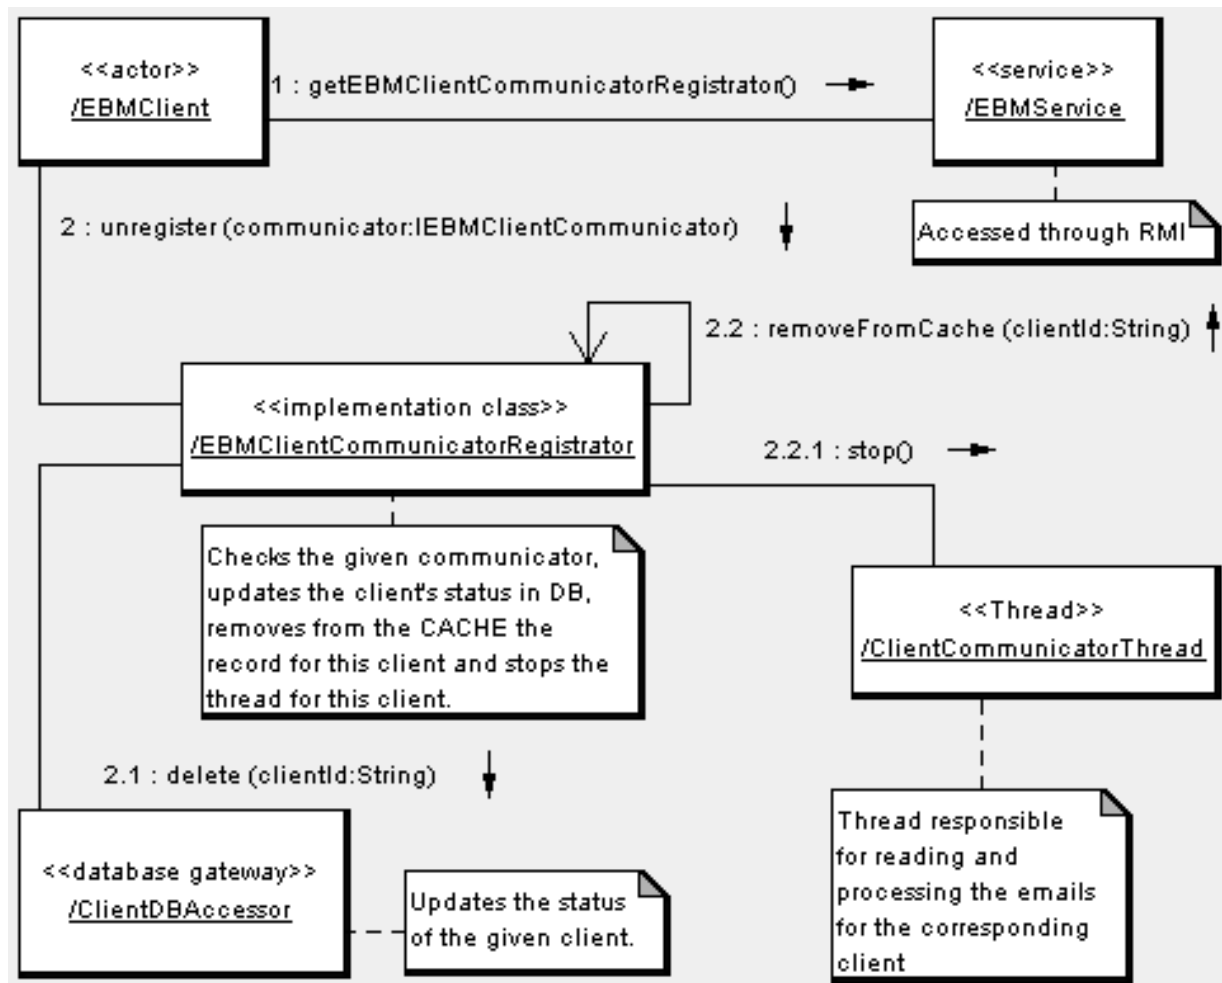 <<actor>>
/EBMClient
1 : getEBMClientCommunicatorRegistrator()
<<service>>
/EBMService
2 : unregister (communicator:IEBMClientCommunicator)
Accessed through RMI
2.2 : removeFromCache (clientId:String)
<<implementation class>>
/EBMClientCommunicatorRegistrator
2.2.1 : stop()
Checks the given communicator,
updates the client's status in DB,
removes from the CACHE the
record for this client and stops the
thread for this client.
<<Thread>>
/ClientCommunicatorThread
2.1 : delete (clientId:String)
<<database gateway>>
/ClientDBAccessor
Updates the status
of the given client.
Thread responsible
for reading and
processing the emails
for the corresponding
client